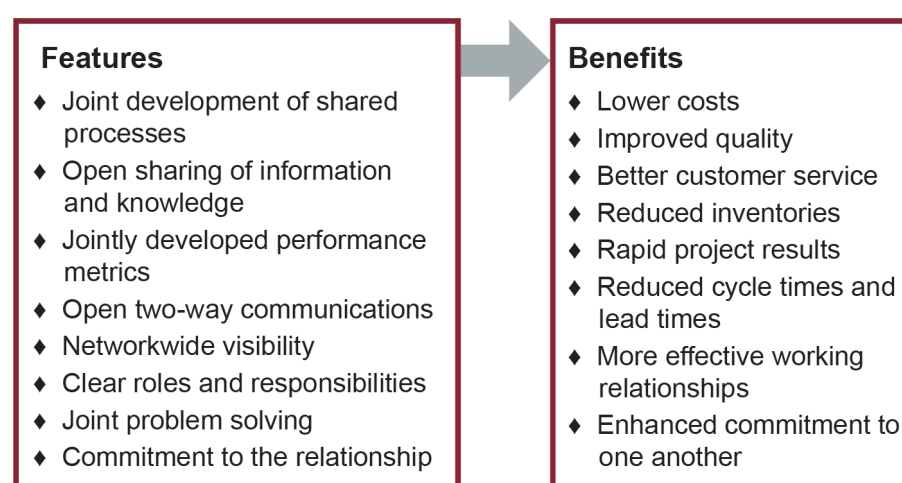 Features
♦ Joint development of shared
processes
♦ Open sharing of information
and knowledge
♦ Jointly developed performance
metrics
♦ Open two-way communications
♦ Networkwide visibility
♦ Clear roles and responsibilities
♦ Joint problem solving
♦ Commitment to the relationship
Benefits
♦ Lower costs
♦ Improved quality
♦ Better customer service
♦ Reduced inventories
♦ Rapid project results
♦ Reduced cycle times and
lead times
♦ More effective working
relationships
♦ Enhanced commitment to
one another